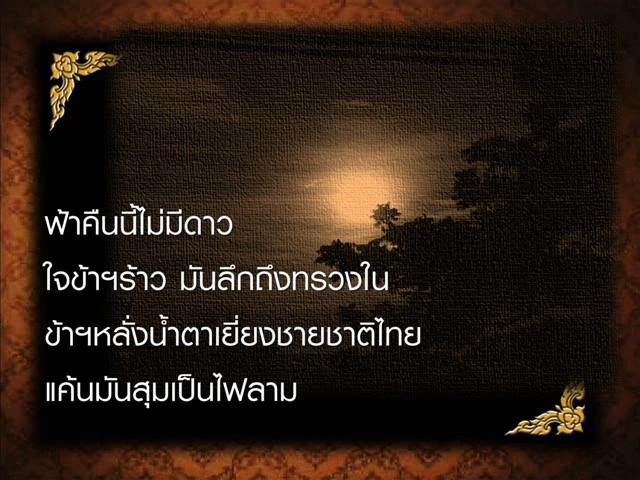 ฟ้าคืนนี้ไม่มีดาว
ใจข้าฯร้าว มันลึกถึงทรวงใน
ข้าฯหลั่งน้ำตาเยี่ยงชายชาติไทย
แค้นมันสุมเป็นไฟลาม